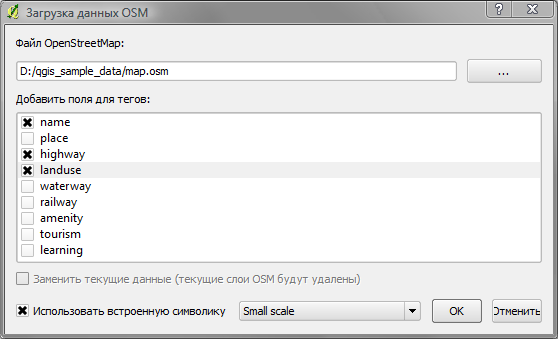 Загрузка данных OSM
Файл OpenStreetMap:
D:/qgis_sample_data/map.osm
...
Добавить поля для тегов:
name
place
highway
landuse
waterway
railway
amenity
tourism
learning
Заменить текущие данные (текущие слои OSM будут удалены)
Использовать встроенную символику
Small scale
OK
Отменить